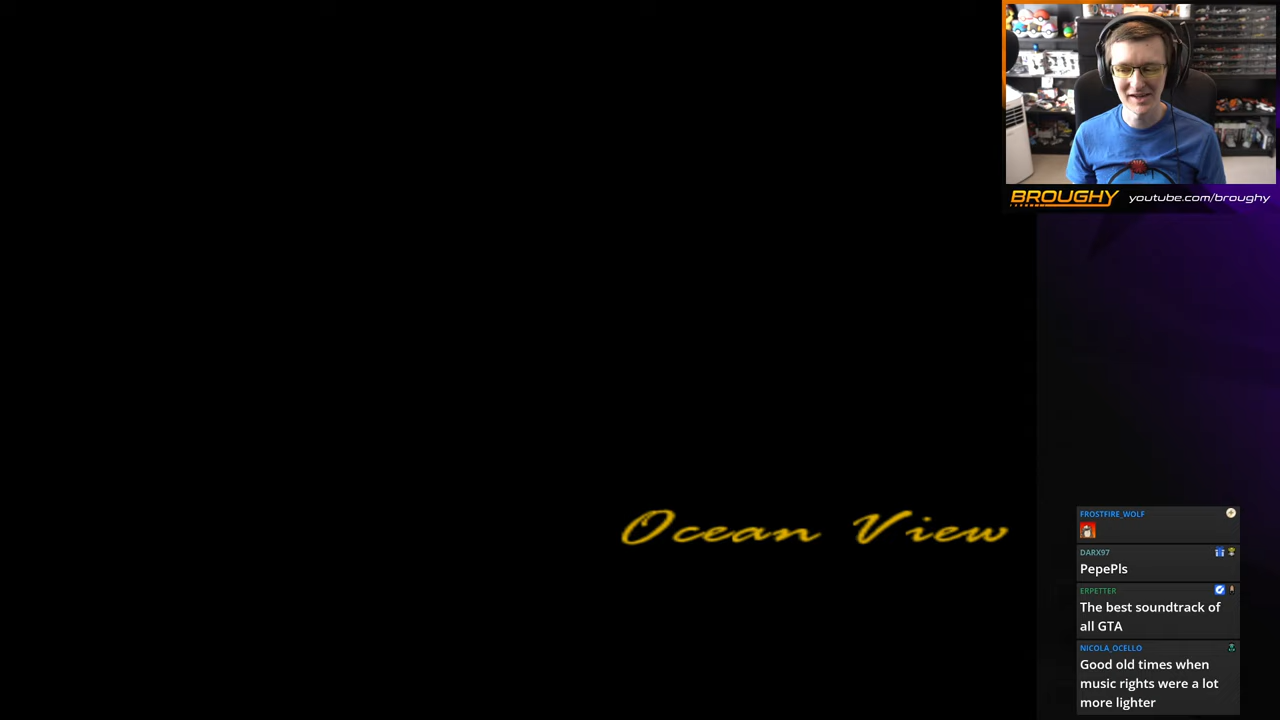 BROUGHY youtube.com/broughy
Ocean View
FROSTFIRE_WOLF
DARX97
PepePls
ERPETTER
The best soundtrack of
all GTA
NICOLA_OCELLO
Good old times when
music rights were a lot
more lighter